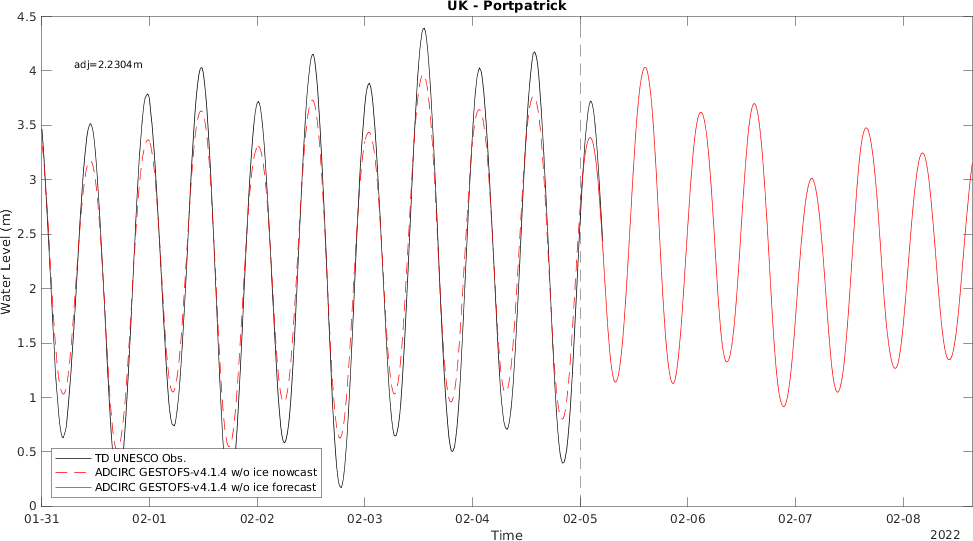 UK - Portpatrick
4.5
4
3.5
3
2.5
2
1.5
1
0.5
0
Water Level (m)
adj=2.2304m
TD UNESCO Obs.
ADCIRC GESTOFS-v4.1.4 w/o ice nowcast
ADCIRC GESTOFS-v4.1.4 w/o ice forecast
01-31 02-01 02-02 02-03 02-04 02-05 02-06 02-07 02-08
Time
2022